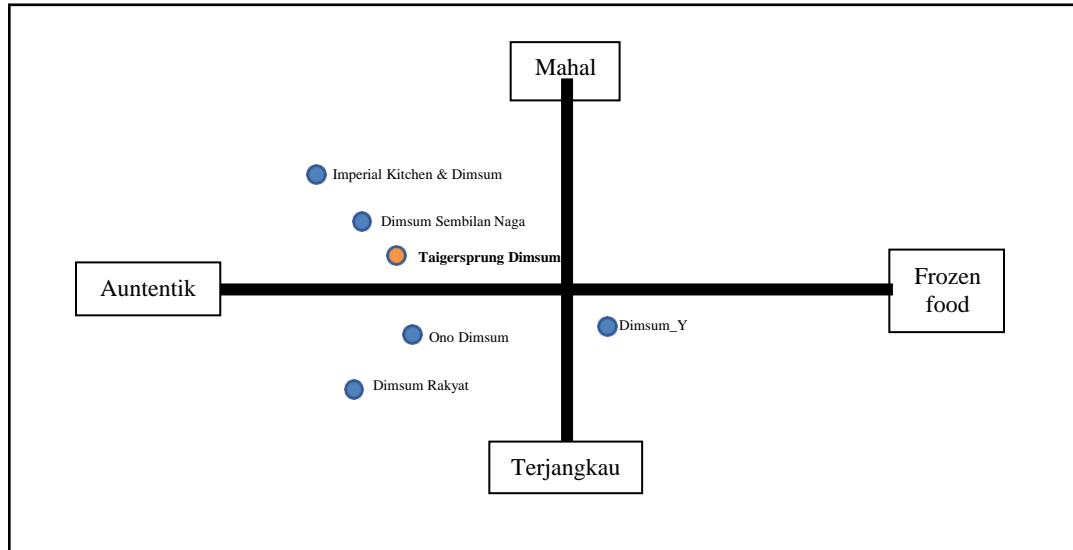 Mahal
Imperial Kitchen & Dimsum
Dimsum Sembilan Naga
Taigersprung Dimsum
Auntentik
Frozen
food
Dimsum_Y
Ono Dimsum
Dimsum Rakyat
Terjangkau